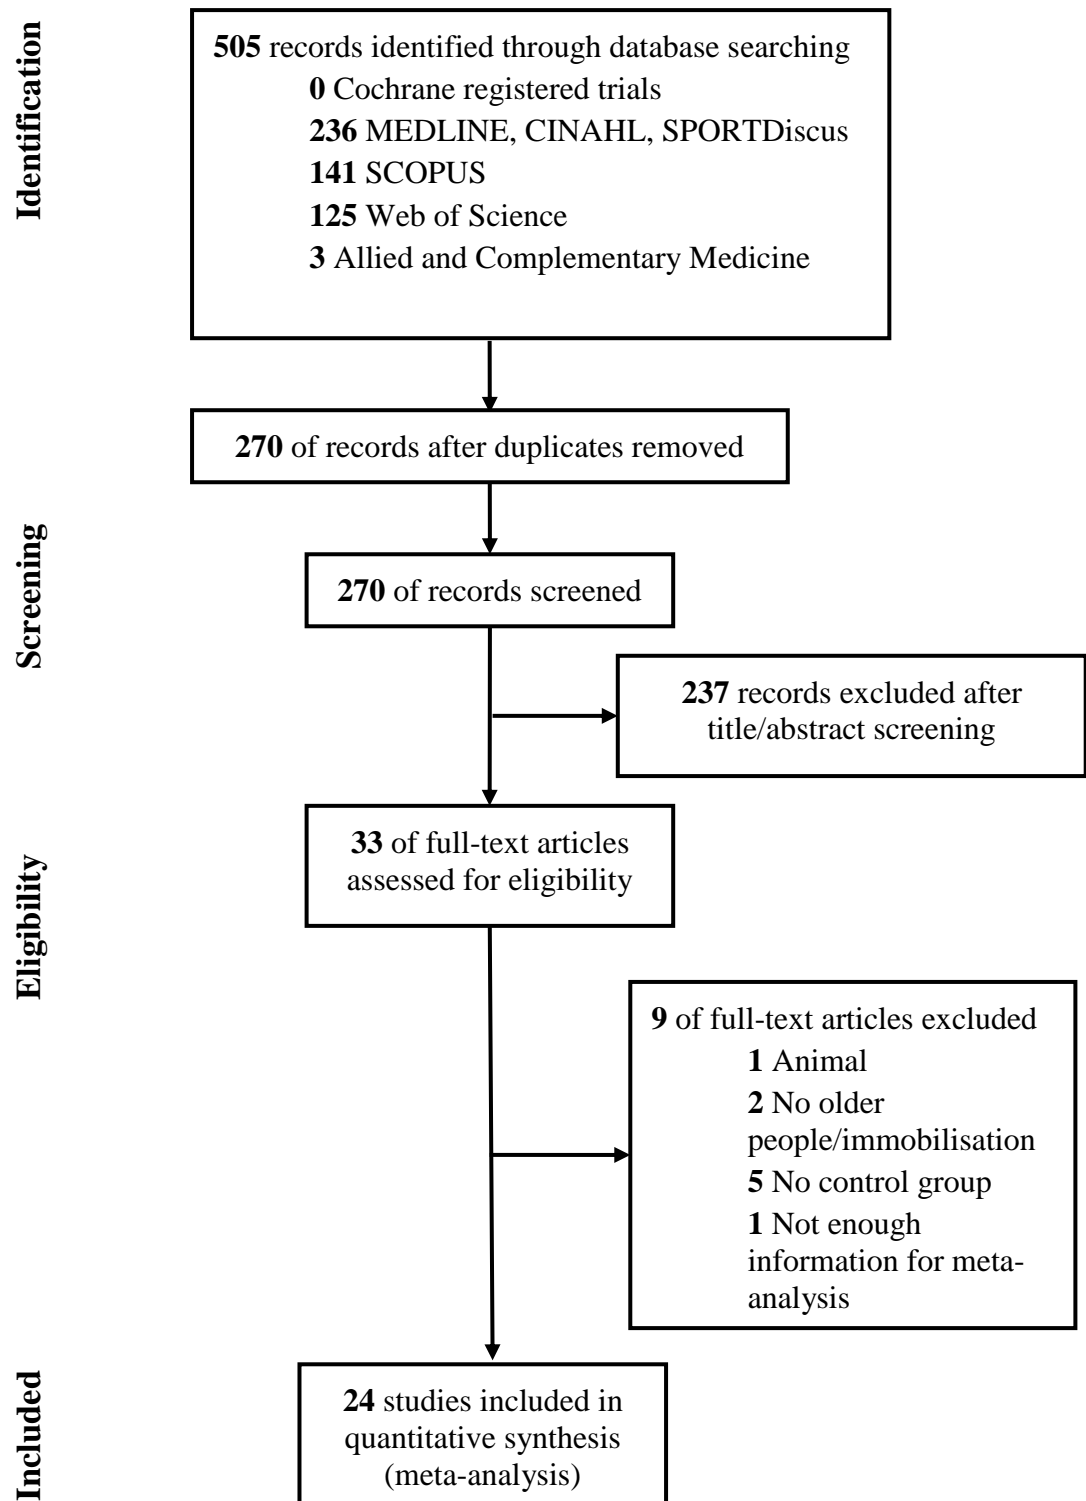 Identification
505 records identified through database searching
0 Cochrane registered trials
236 MEDLINE, CINAHL, SPORTDiscus
141 SCOPUS
125 Web of Science
3 Allied and Complementary Medicine
270 of records after duplicates removed
Screening
270 of records screened
237 records excluded after
title/abstract screening
Eligibility
33 of full-text articles
assessed for eligibility
9 of full-text articles excluded
1 Animal
2 No older
people/immobilisation
5 No control group
1 Not enough
information for meta-
analysis
Included
24 studies included in
quantitative synthesis
(meta-analysis)